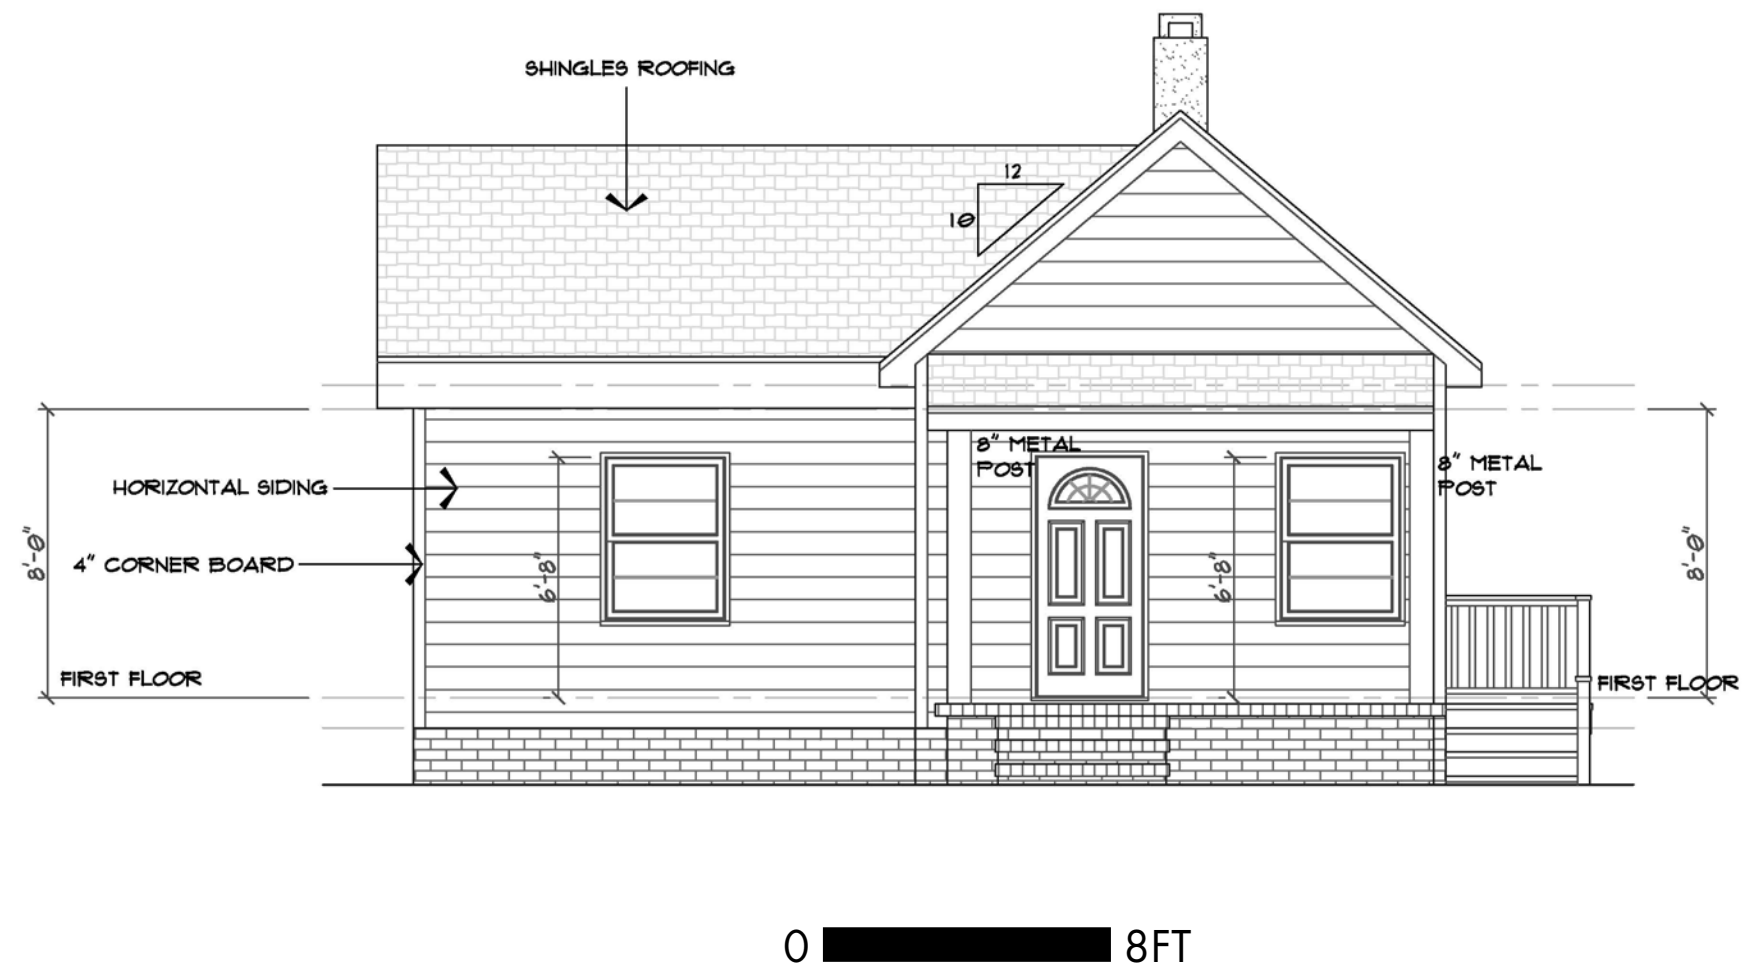 SHINGLES ROOFING
12
10
8" METAL
POST
8" METAL
POST
HORIZONTAL SIDING
8'-0"
4" CORNER BOARD
6'-8"
6'-8"
8'-0"
FIRST FLOOR
FIRST FLOOR
0 8FT